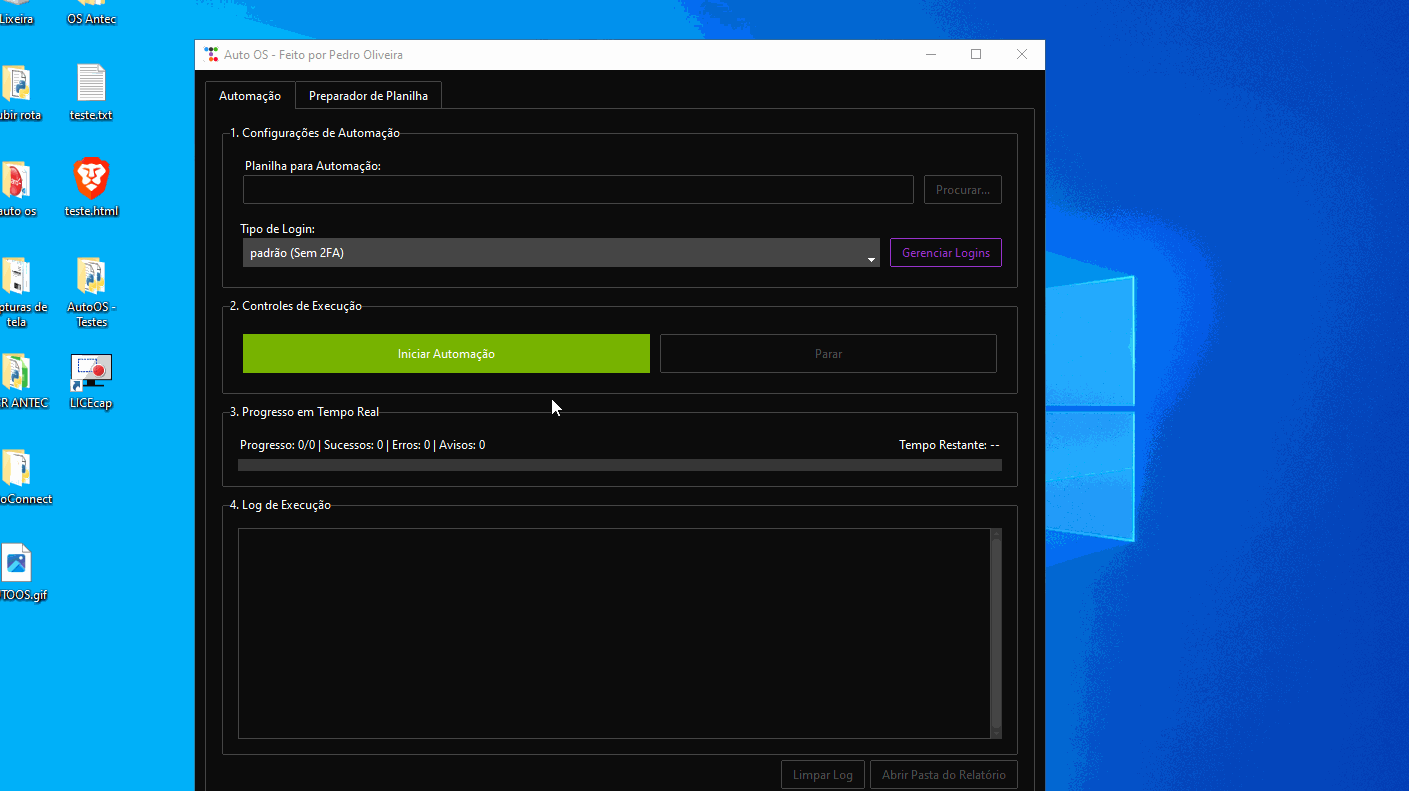 Lixeira
OS Antec
ubir rota
teste.txt
auto os
teste.html
pturas de
tela
AutoOS -
Testes
R ANTEC
LICEcap
oConnect
TOOS.gif
Auto OS - Feito por Pedro Oliveira
Automação
Preparador de Planilha
1. Configurações de Automação
Planilha para Automação:
Procurar...
Tipo de Login:
padrão (Sem 2FA)
Gerenciar Logins
2. Controles de Execução
Iniciar Automação
Parar
3. Progresso em Tempo Real
Progresso: 0/0 | Sucessos: 0 | Erros: 0 | Avisos: 0
Tempo Restante: --
4. Log de Execução
Limpar Log
Abrir Pasta do Relatório